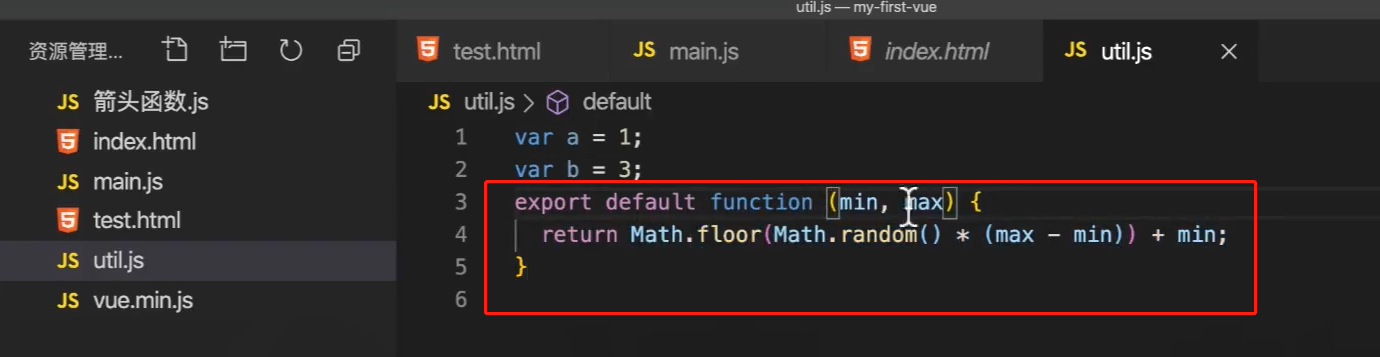 util.js — my-first-vue
资源管理...
test.html
JS main.js
index.html
JS util.js
JS 箭头函数.js
index.html
JS main.js
test.html
JS util.js
JS vue.min.js
JS util.js > default
1 var a = 1;
2 var b = 3;
3 export default function (min, max) {
4 return Math.floor(Math.random() * (max - min)) + min;
5 }
6